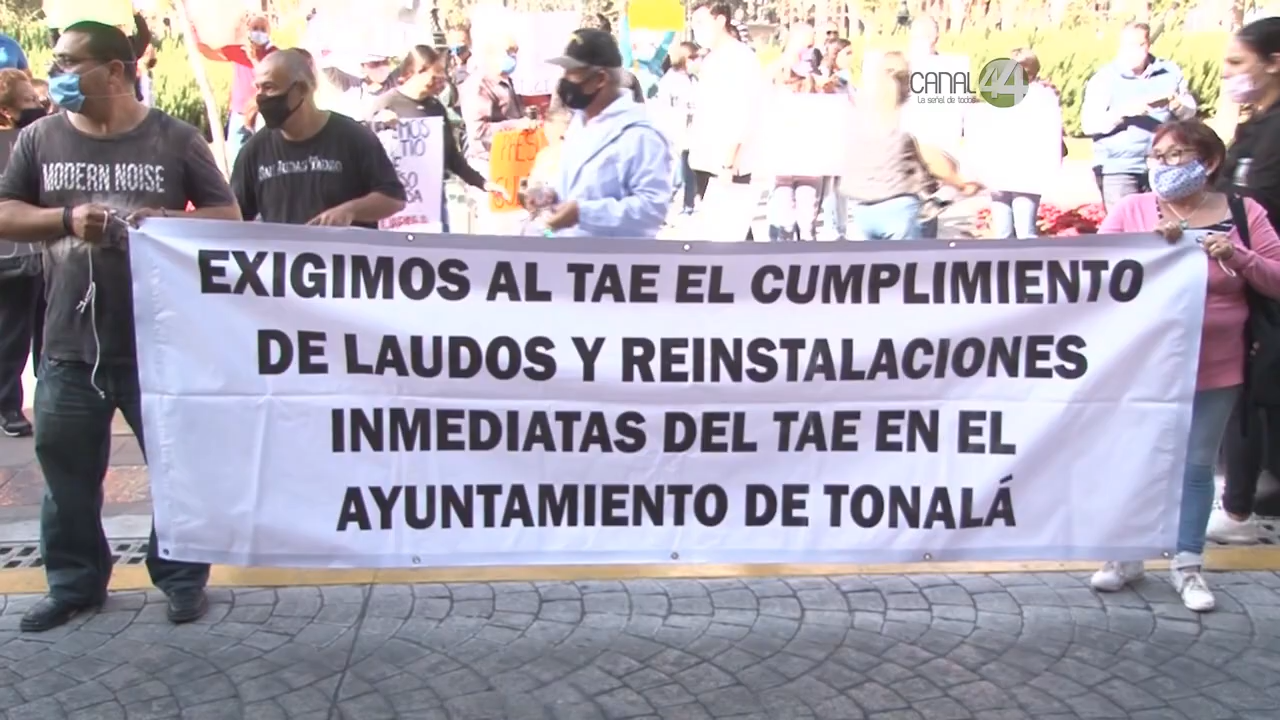 CANAL 44
La señal de todos
MODERN NOISE
EXIGIMOS AL TAE EL CUMPLIMIENTO
DE LAUDOS Y REINSTALACIONES
INMEDIATAS DEL TAE EN EL
AYUNTAMIENTO DE TONALÁ